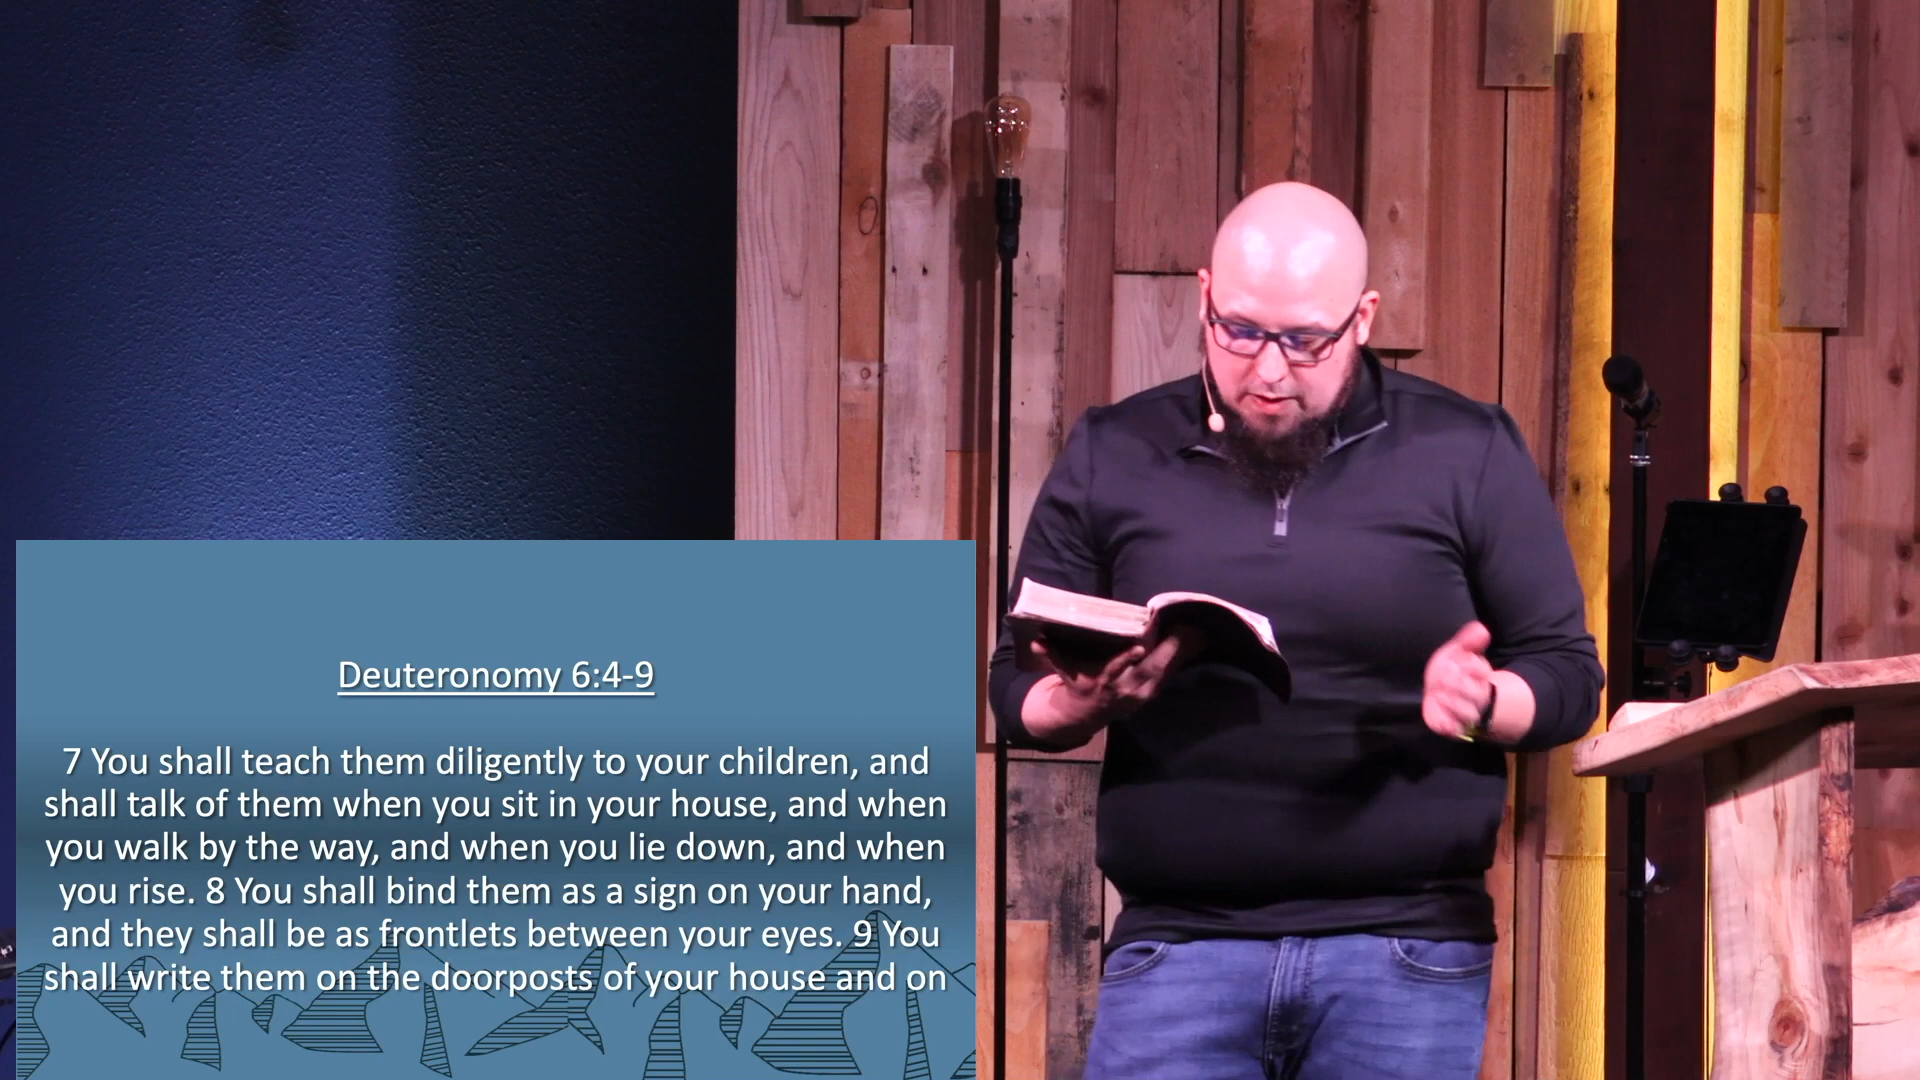 Deuteronomy 6:4-9
7 You shall teach them diligently to your children, and
shall talk of them when you sit in your house, and when
you walk by the way, and when you lie down, and when
you rise. 8 You shall bind them as a sign on your hand,
and they shall be as frontlets between your eyes. 9 You
shall write them on the doorposts of your house and on